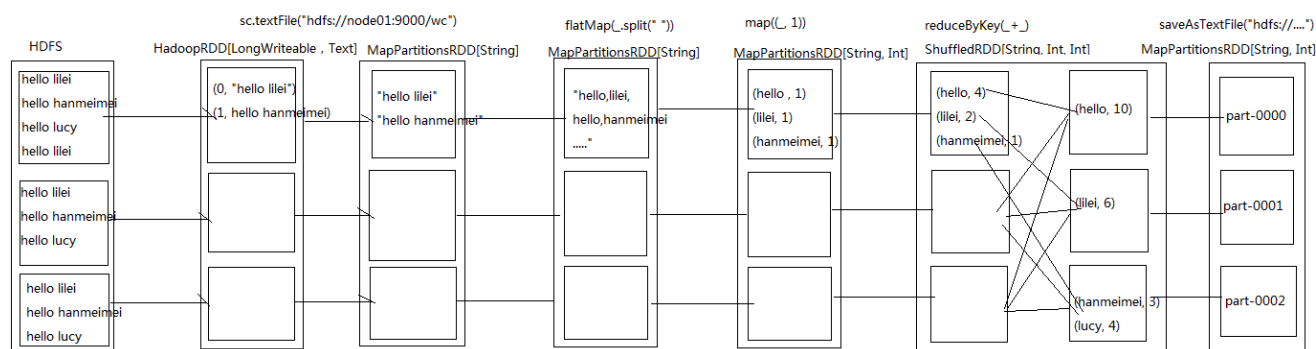 sc.textFile("hdfs://node01:9000/wc")
flatMap(_.split(" "))
map((_, 1))
reduceByKey(_+_)
saveAsTextFile("hdfs://....")
HDFS
HadoopRDD[LongWriteable , Text]
MapPartitionsRDD[String]
MapPartitionsRDD[String]
MapPartitionsRDD[String, Int]
ShuffledRDD[String, Int, Int]
MapPartitionsRDD[String, Int]
hello lilei
hello hanmeimei
hello lucy
hello lilei
(0, "hello lilei")
(1, hello hanmeimei)
"hello lilei"
"hello hanmeimei"
"hello,lilei,
hello,hanmeimei
....."
(hello , 1)
(lilei, 1)
(hanmeimei, 1)
(hello, 4)
(lilei, 2)
(hanmeimei, 1)
(hello, 10)
part-0000
hello lilei
hello hanmeimei
hello lucy
(lilei, 6)
part-0001
hello lilei
hello hanmeimei
hello lucy
(hanmeimei, 3)
(lucy, 4)
part-0002